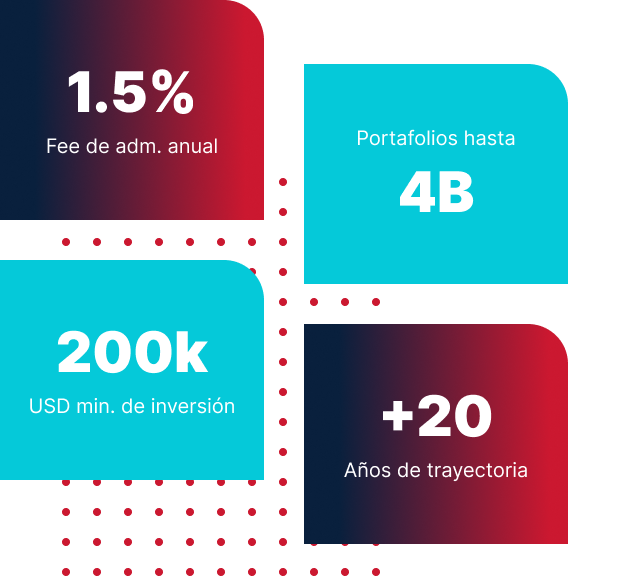 1.5%
Fee de adm. anual
Portafolios hasta
4B
200k
USD min. de inversión
+20
Años de trayectoria